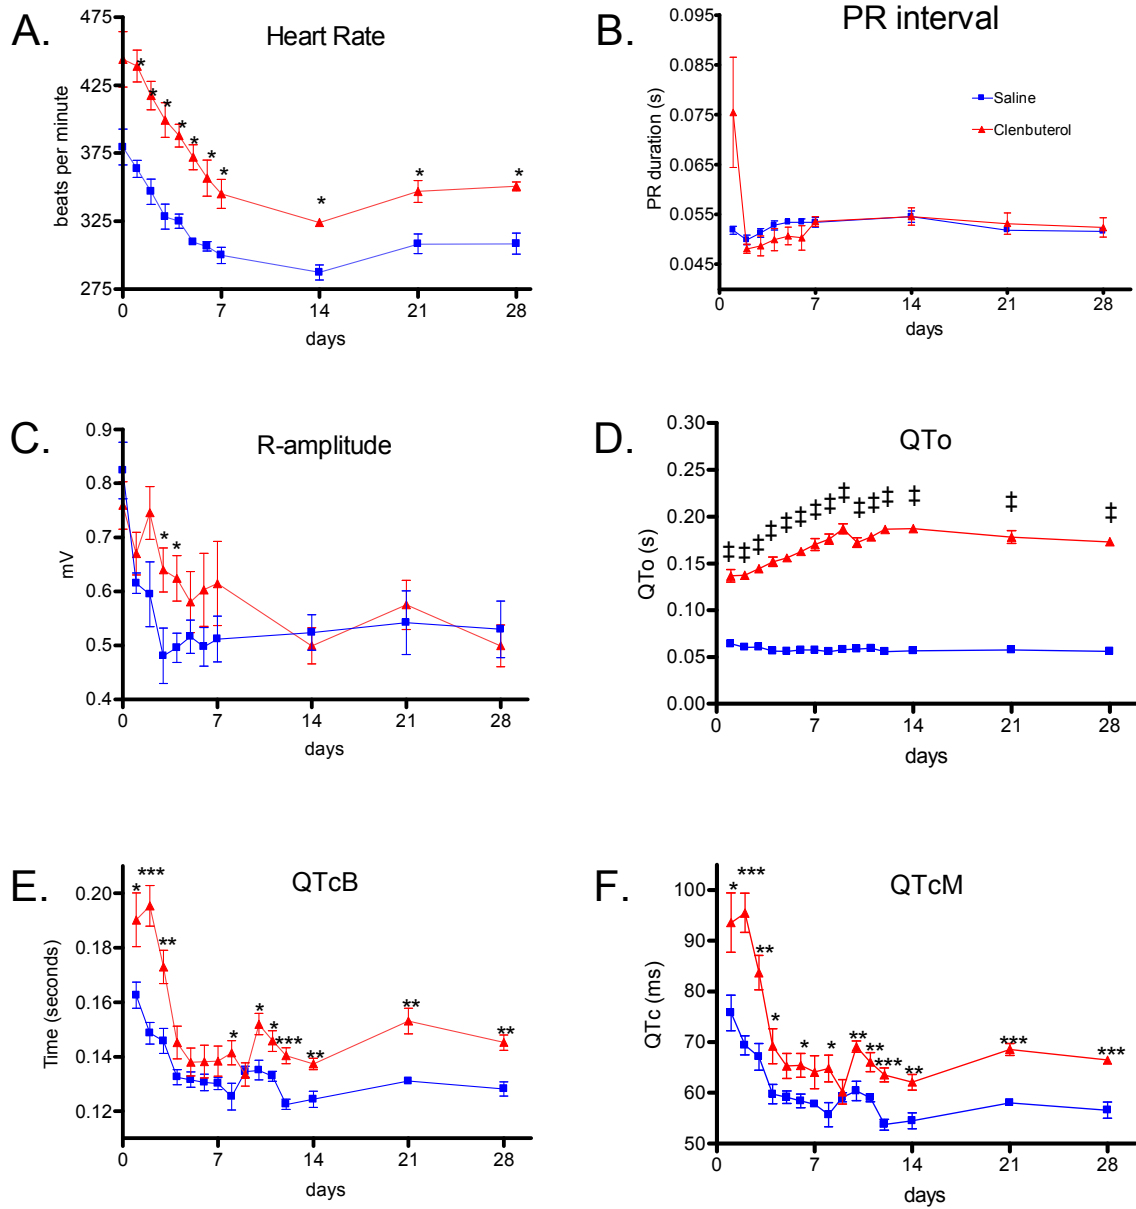 A.
Heart Rate
beats per minute
475
425
375
325
275
* * * * * * * * * * *
0 7 14 21 28
days
B.
PR interval
PR duration (s)
0.095
0.085
0.075
0.065
0.055
0.045
Saline
Clenbuterol
0 7 14 21 28
days
C.
R-amplitude
mV
0.9
0.8
0.7
0.6
0.5
0.4
* *
0 7 14 21 28
days
D.
QTo
QTo (s)
0.30
0.25
0.20
0.15
0.10
0.05
0.00
‡ ‡ ‡ ‡ ‡ ‡ ‡ ‡ ‡ ‡ ‡ ‡ ‡ ‡ ‡
0 7 14 21 28
days
E.
QTcB
Time (seconds)
0.20
0.18
0.16
0.14
0.12
* *** ** * * * *** ** ** **
0 7 14 21 28
days
F.
QTcM
QTc (ms)
100
90
80
70
60
50
* *** ** * * * ** ** *** ** *** ***
0 7 14 21 28
days